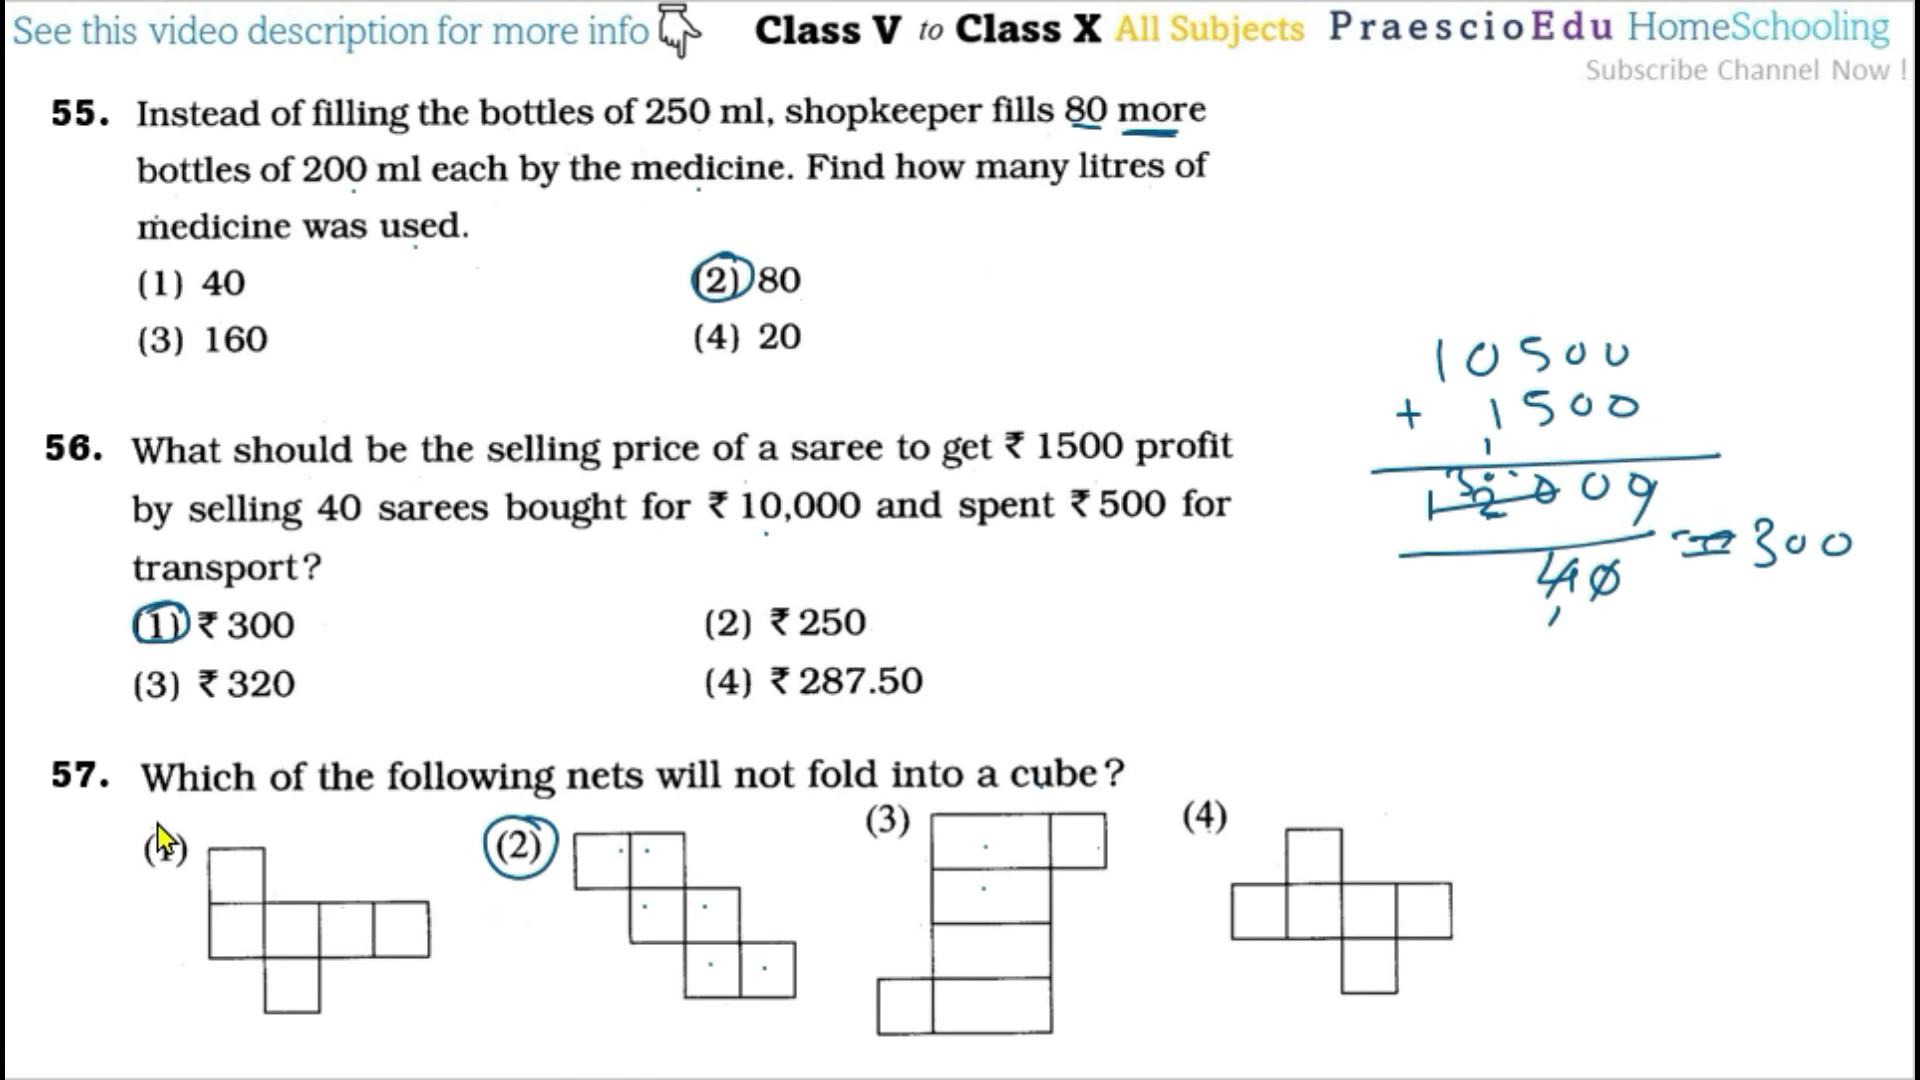 See this video description for more info Class V to Class X All Subjects PraescioEdu HomeSchooling
Subscribe Channel Now !
55. Instead of filling the bottles of 250 ml, shopkeeper fills 80 more
bottles of 200 ml each by the medicine. Find how many litres of
medicine was used.
(1) 40 (2) 80
(3) 160 (4) 20
10500
+ 1500
1
56. What should be the selling price of a saree to get ₹ 1500 profit
by selling 40 sarees bought for ₹ 10,000 and spent ₹ 500 for
transport?
= 300
40
(1) ₹ 300 (2) ₹ 250
(3) ₹ 320 (4) ₹ 287.50
57. Which of the following nets will not fold into a cube?
(1) (2) (3) (4)